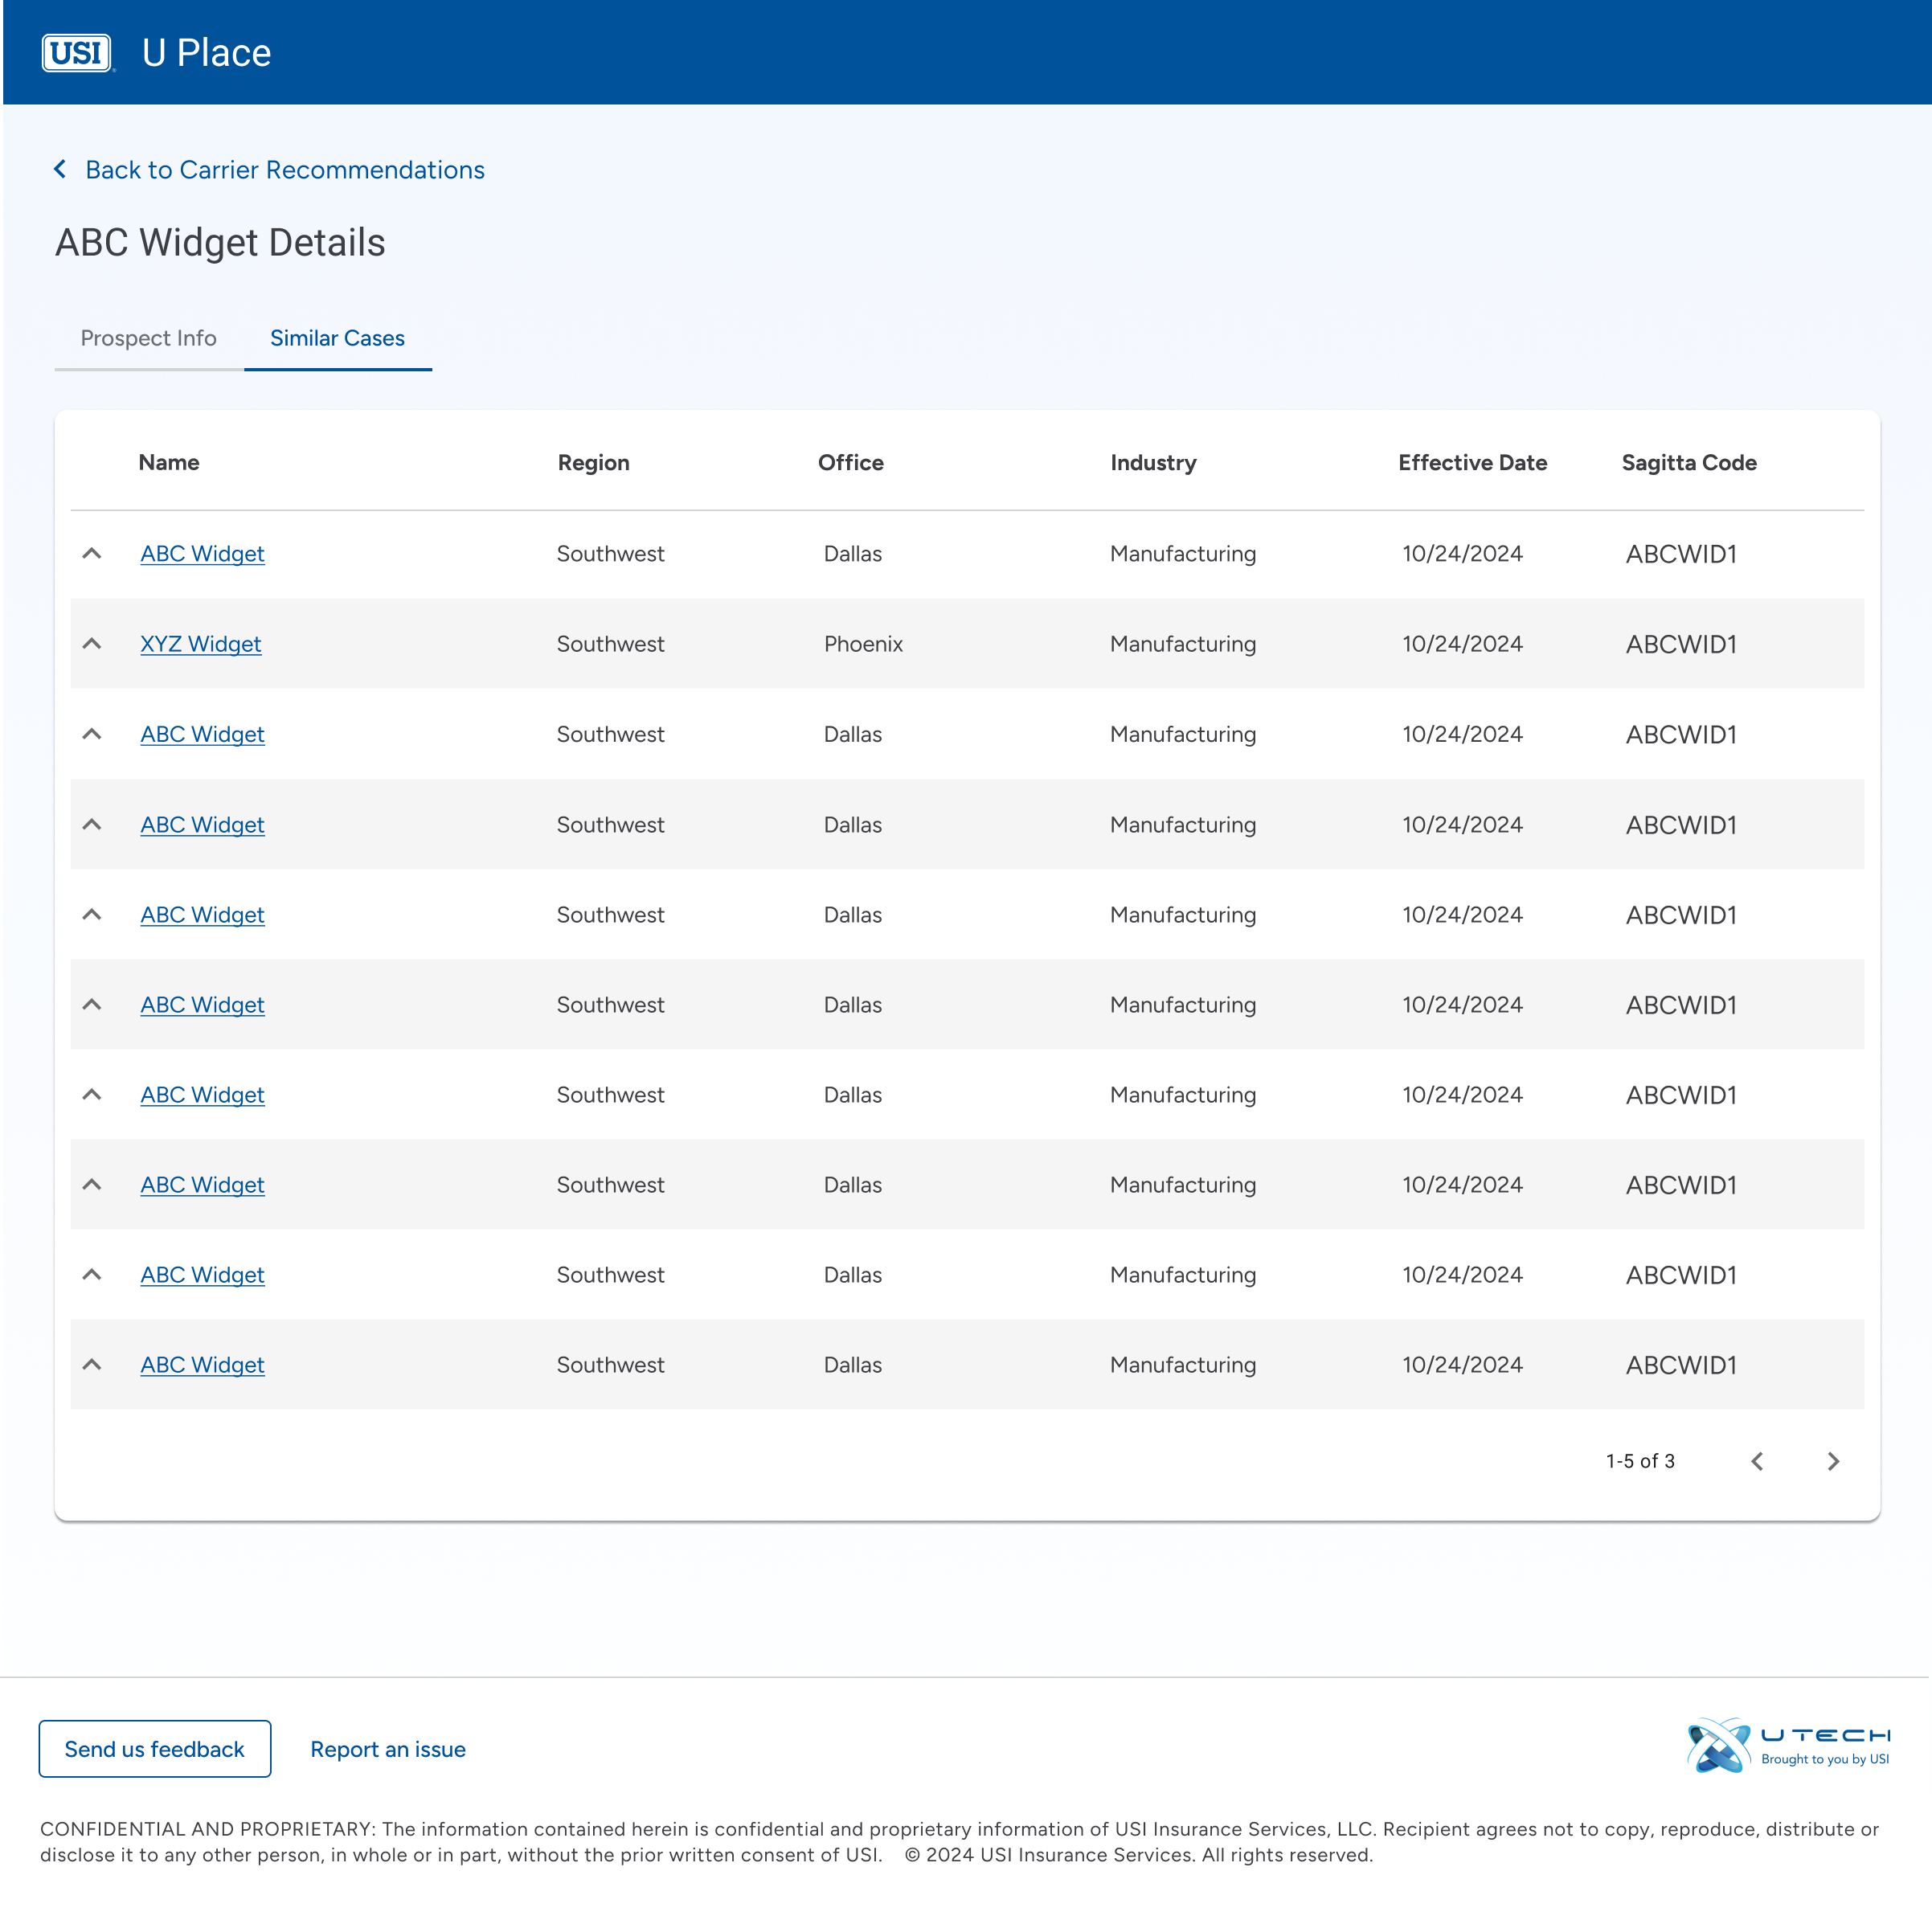 USI U Place
Back to Carrier Recommendations
ABC Widget Details
Prospect Info Similar Cases
Name Region Office Industry Effective Date Sagitta Code
ABC Widget Southwest Dallas Manufacturing 10/24/2024 ABCWID1
XYZ Widget Southwest Phoenix Manufacturing 10/24/2024 ABCWID1
ABC Widget Southwest Dallas Manufacturing 10/24/2024 ABCWID1
ABC Widget Southwest Dallas Manufacturing 10/24/2024 ABCWID1
ABC Widget Southwest Dallas Manufacturing 10/24/2024 ABCWID1
ABC Widget Southwest Dallas Manufacturing 10/24/2024 ABCWID1
ABC Widget Southwest Dallas Manufacturing 10/24/2024 ABCWID1
ABC Widget Southwest Dallas Manufacturing 10/24/2024 ABCWID1
ABC Widget Southwest Dallas Manufacturing 10/24/2024 ABCWID1
ABC Widget Southwest Dallas Manufacturing 10/24/2024 ABCWID1
1-5 of 3
Send us feedback Report an issue
U TECH
Brought to you by USI
CONFIDENTIAL AND PROPRIETARY: The information contained herein is confidential and proprietary information of USI Insurance Services, LLC. Recipient agrees not to copy, reproduce, distribute or
disclose it to any other person, in whole or in part, without the prior written consent of USI. © 2024 USI Insurance Services. All rights reserved.